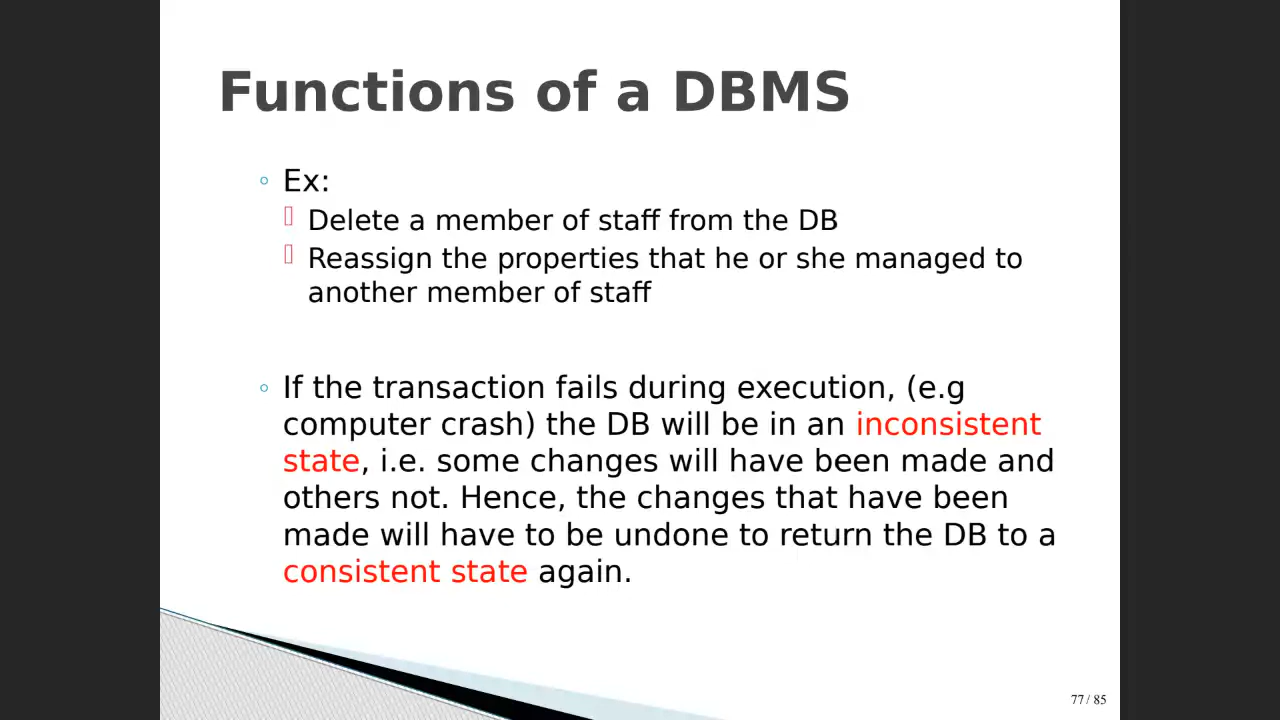 Functions of a DBMS
◦ Ex:
Delete a member of staff from the DB
Reassign the properties that he or she managed to
another member of staff
◦ If the transaction fails during execution, (e.g
computer crash) the DB will be in an inconsistent
state, i.e. some changes will have been made and
others not. Hence, the changes that have been
made will have to be undone to return the DB to a
consistent state again.
77 / 85